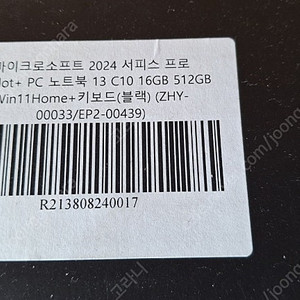 마이크로소프트 2024 서피스 프로
lot+ PC 노트북 13 C10 16GB 512GB
Win11Home+키보드(블랙) (ZHY-
00033/EP2-00439)
R213808240017